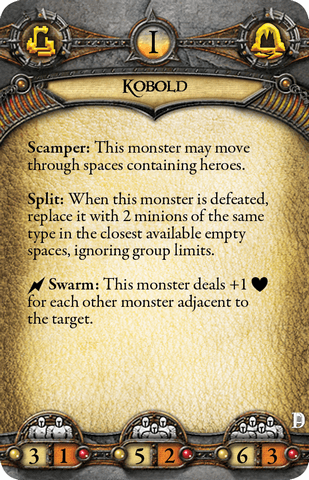 I
Kobold
Scamper: This monster may move
through spaces containing heroes.
Split: When this monster is defeated,
replace it with 2 minions of the same
type in the closest available empty
spaces, ignoring group limits.
Swarm: This monster deals +1
for each other monster adjacent to
the target.
D
3 1 5 2 6 3